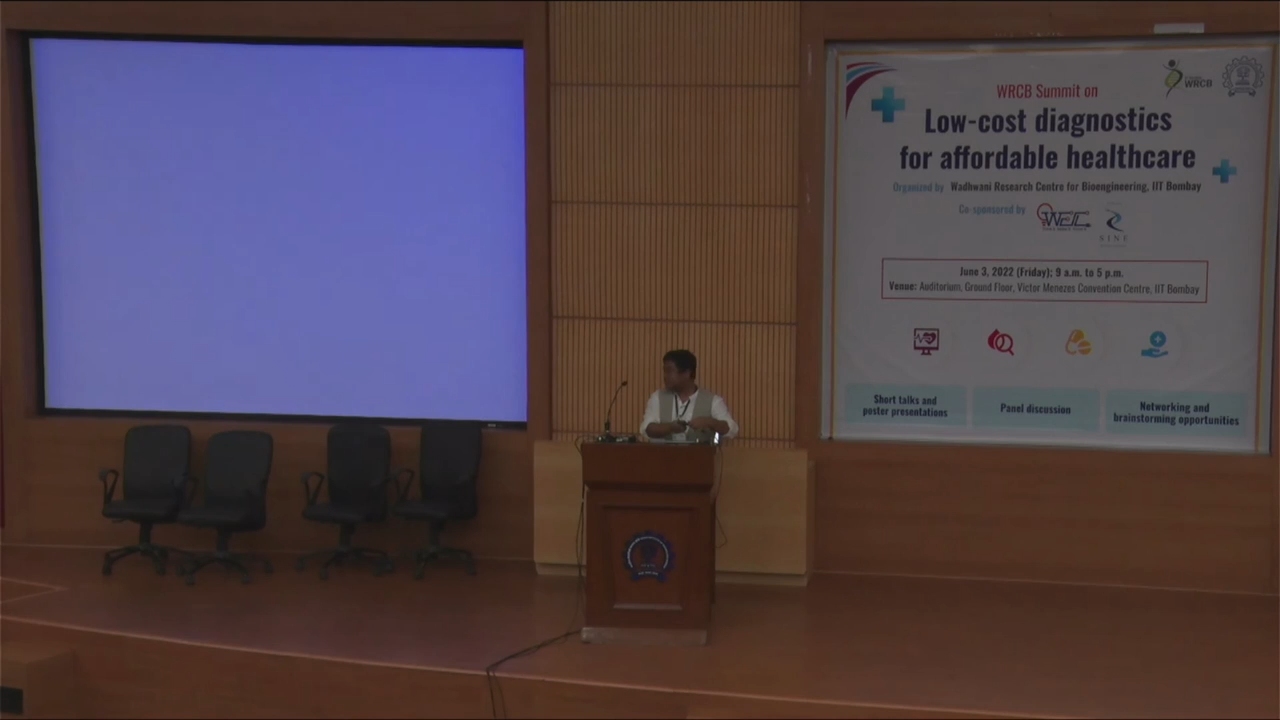 WRCB
WRCB Summit on
Low-cost diagnostics
for affordable healthcare
Organized by Wadhwani Research Centre for Bioengineering, IIT Bombay
Co-sponsored by
SINE
June 3, 2022 (Friday); 9 a.m. to 5 p.m.
Venue: Auditorium, Ground Floor, Victor Menezes Convention Centre, IIT Bombay
Short talks and
poster presentations
Panel discussion
Networking and
brainstorming opportunities